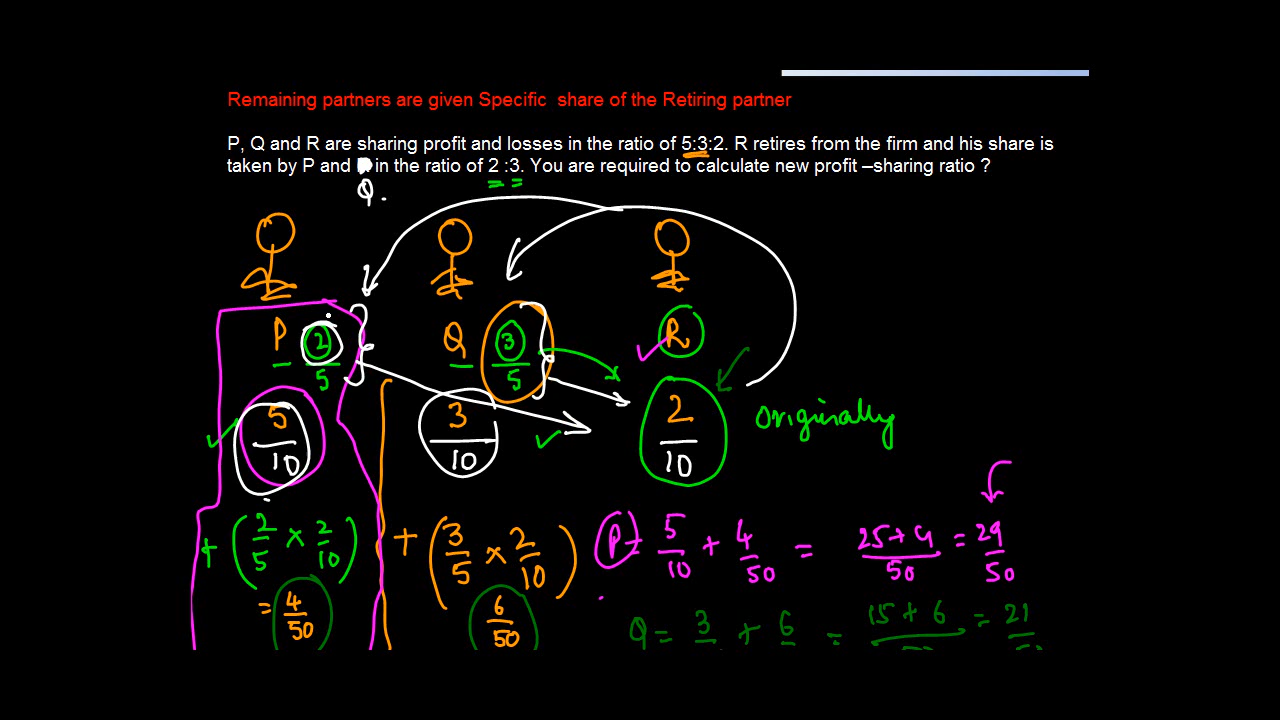 Remaining partners are given Specific share of the Retiring partner
P, Q and R are sharing profit and losses in the ratio of 5:3:2. R retires from the firm and his share is
taken by P and in the ratio of 2 :3. You are required to calculate new profit –sharing ratio ?
Q.
P 2/5 Q 3/5 R
5/10 3/10 2/10 Originally
+ (2/5 × 2/10) + (3/5 × 2/10) P = 5/10 + 4/50 = 25+4/50 = 29/50
= 4/50 6/50 Q = 3 + 6 = 15 + 6 = 21